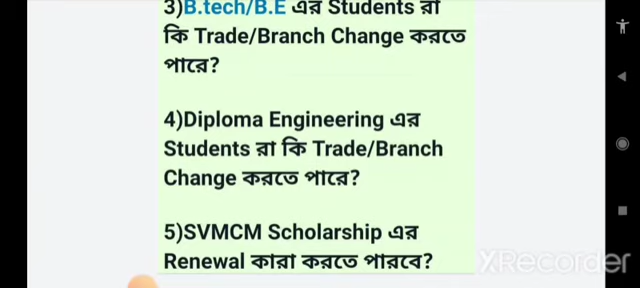 3)B.tech/B.E এর Students রা
কি Trade/Branch Change করতে
পারে?
4)Diploma Engineering এর
Students রা কি Trade/Branch
Change করতে পারে?
5)SVMCM Scholarship এর
Renewal কারা করতে পারবে?
XRecorder